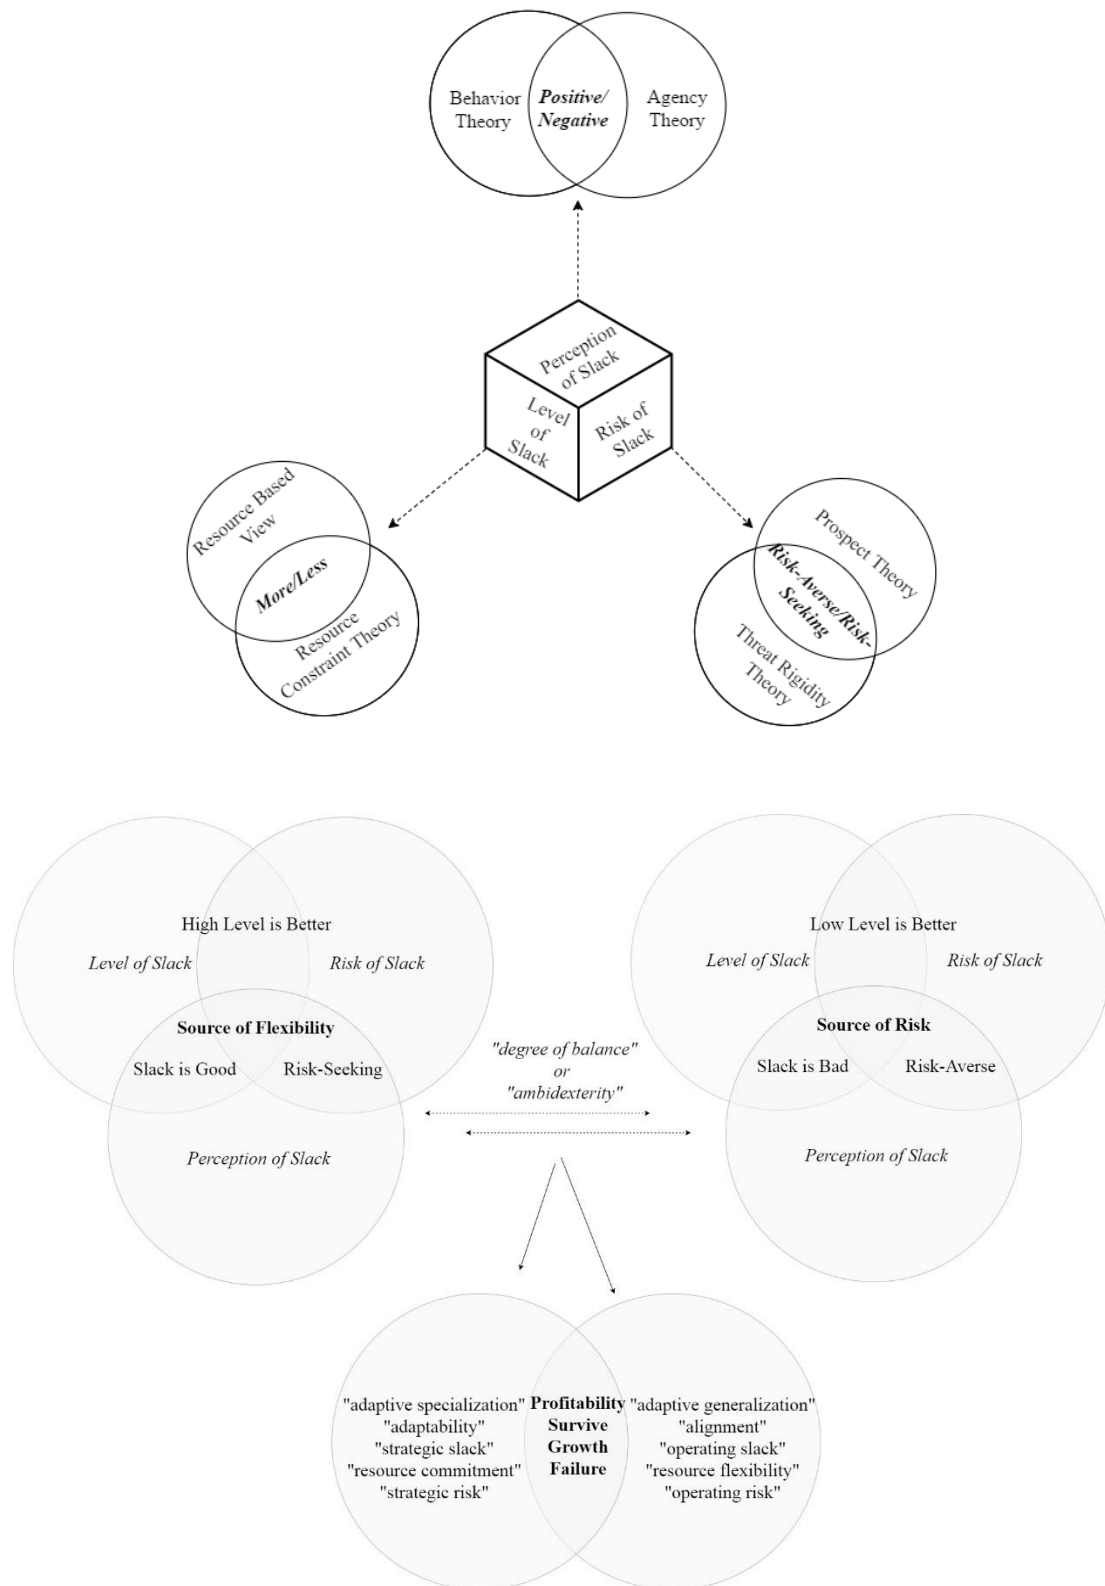 Behavior
Theory
Positive/
Negative
Agency
Theory
Perception
of Slack
Level
of
Slack
Risk of
Slack
Resource Based
View
More/Less
Resource
Constraint Theory
Prospect Theory
Risk-Averse/Risk-
Seeking
Threat Rigidity
Theory
High Level is Better
Level of Slack
Risk of Slack
Source of Flexibility
Slack is Good
Risk-Seeking
Perception of Slack
"degree of balance"
or
"ambidexterity"
Low Level is Better
Level of Slack
Risk of Slack
Source of Risk
Slack is Bad
Risk-Averse
Perception of Slack
"adaptive specialization"
"adaptability"
"strategic slack"
"resource commitment"
"strategic risk"
Profitability
Survive
Growth
Failure
"adaptive generalization"
"alignment"
"operating slack"
"resource flexibility"
"operating risk"